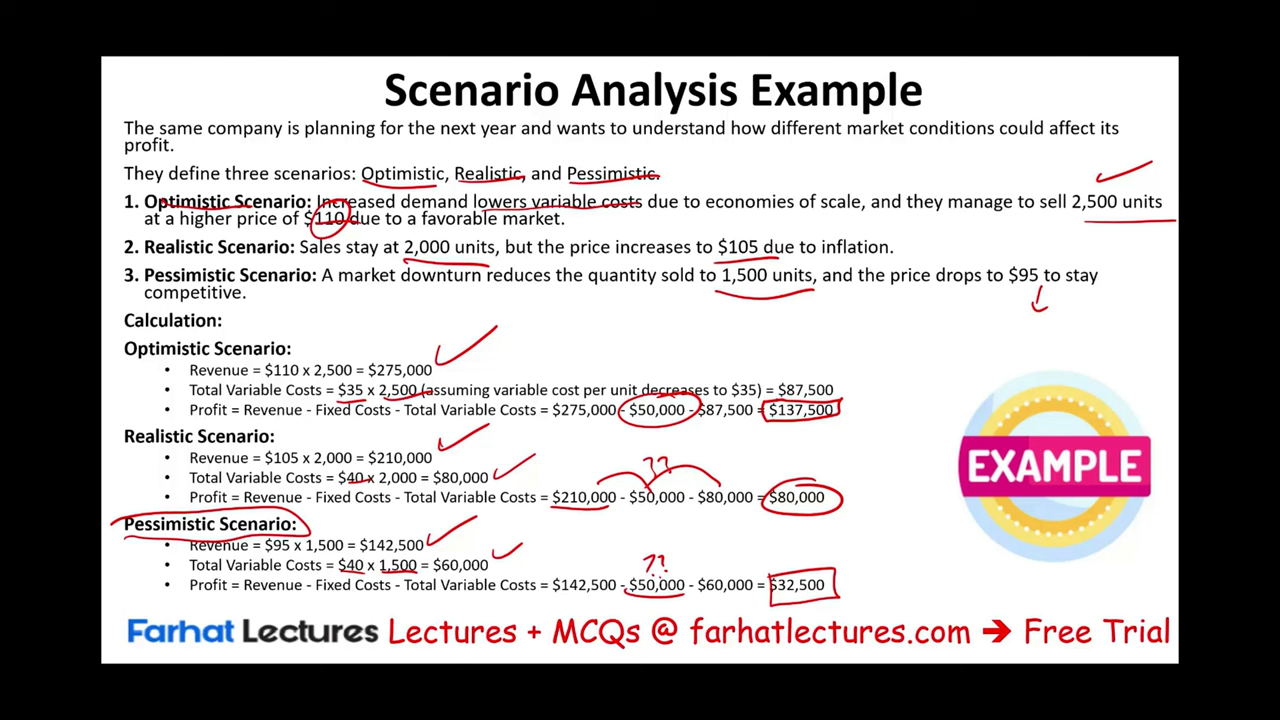 Scenario Analysis Example
The same company is planning for the next year and wants to understand how different market conditions could affect its
profit.
They define three scenarios: Optimistic, Realistic, and Pessimistic.
1. Optimistic Scenario: Increased demand lowers variable costs due to economies of scale, and they manage to sell 2,500 units
at a higher price of $110 due to a favorable market.
2. Realistic Scenario: Sales stay at 2,000 units, but the price increases to $105 due to inflation.
3. Pessimistic Scenario: A market downturn reduces the quantity sold to 1,500 units, and the price drops to $95 to stay
competitive.
Calculation:
Optimistic Scenario:
• Revenue = $110 x 2,500 = $275,000
• Total Variable Costs = $35 x 2,500 (assuming variable cost per unit decreases to $35) = $87,500
• Profit = Revenue - Fixed Costs - Total Variable Costs = $275,000 - $50,000 - $87,500 = $137,500
Realistic Scenario:
• Revenue = $105 x 2,000 = $210,000
• Total Variable Costs = $40 x 2,000 = $80,000
??
• Profit = Revenue - Fixed Costs - Total Variable Costs = $210,000 - $50,000 - $80,000 = $80,000
Pessimistic Scenario:
• Revenue = $95 x 1,500 = $142,500
• Total Variable Costs = $40 x 1,500 = $60,000
??
• Profit = Revenue - Fixed Costs - Total Variable Costs = $142,500 - $50,000 - $60,000 = $32,500
EXAMPLE
Farhat Lectures Lectures + MCQs @ farhatlectures.com → Free Trial